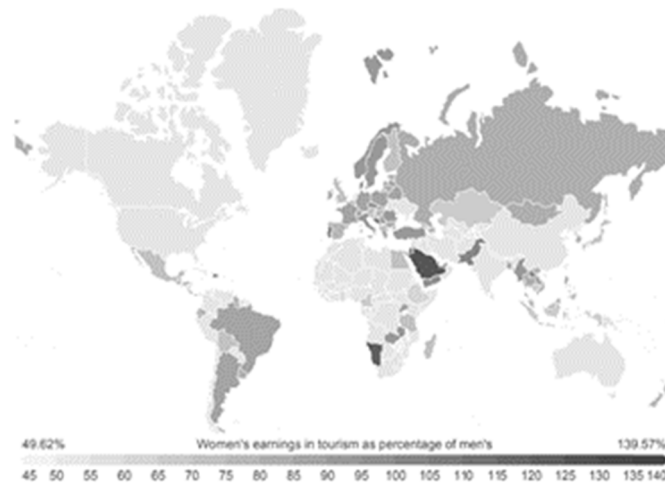 49.62% Women's earnings in tourism as percentage of men's 139.57%
45 50 55 60 65 70 75 80 85 90 95 100 105 110 115 120 125 130 135 140